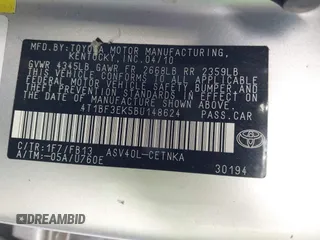 MFD. BY:
TOYOTA MOTOR MANUFACTURING,
KENTUCKY, INC. 04/10
GVWR 4345LB GAWR FR 2668LB RR 2359LB
THIS VEHICLE CONFORMS TO ALL APPLICABLE FEDERAL MOTOR
VEHICLE SAFETY, BUMPER, AND THEFT PREVENTION STANDARDS
IN EFFECT ON THE DATE OF MANUFACTURE SHOWN ABOVE.
4T1BF3EK5BU148624 PASS.CAR
C/TR:1F7/FB13 ASV40L-CETNKA
A/TM:-05A/U760E
30194